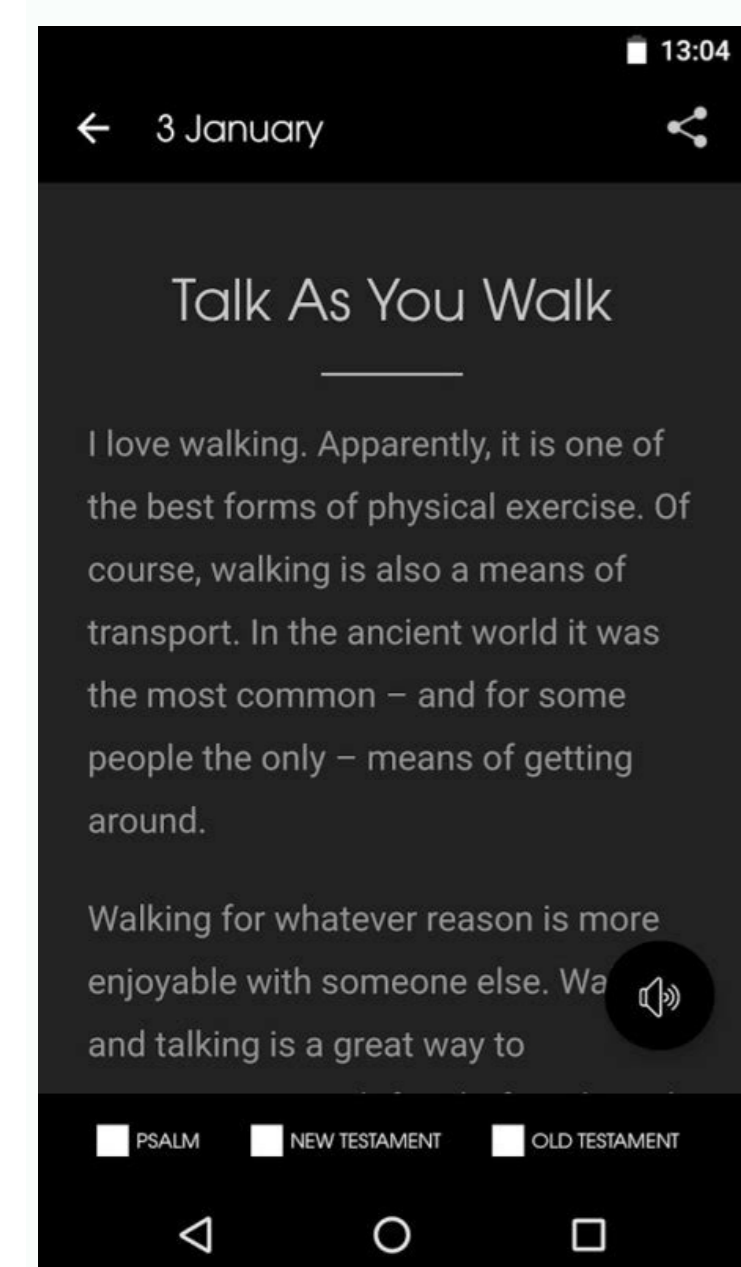 13:04
3 January
Talk As You Walk
I love walking. Apparently, it is one of
the best forms of physical exercise. Of
course, walking is also a means of
transport. In the ancient world it was
the most common – and for some
people the only – means of getting
around.
Walking for whatever reason is more
enjoyable with someone else.
and talking is a great way to
PSALM
NEW TESTAMENT
OLD TESTAMENT